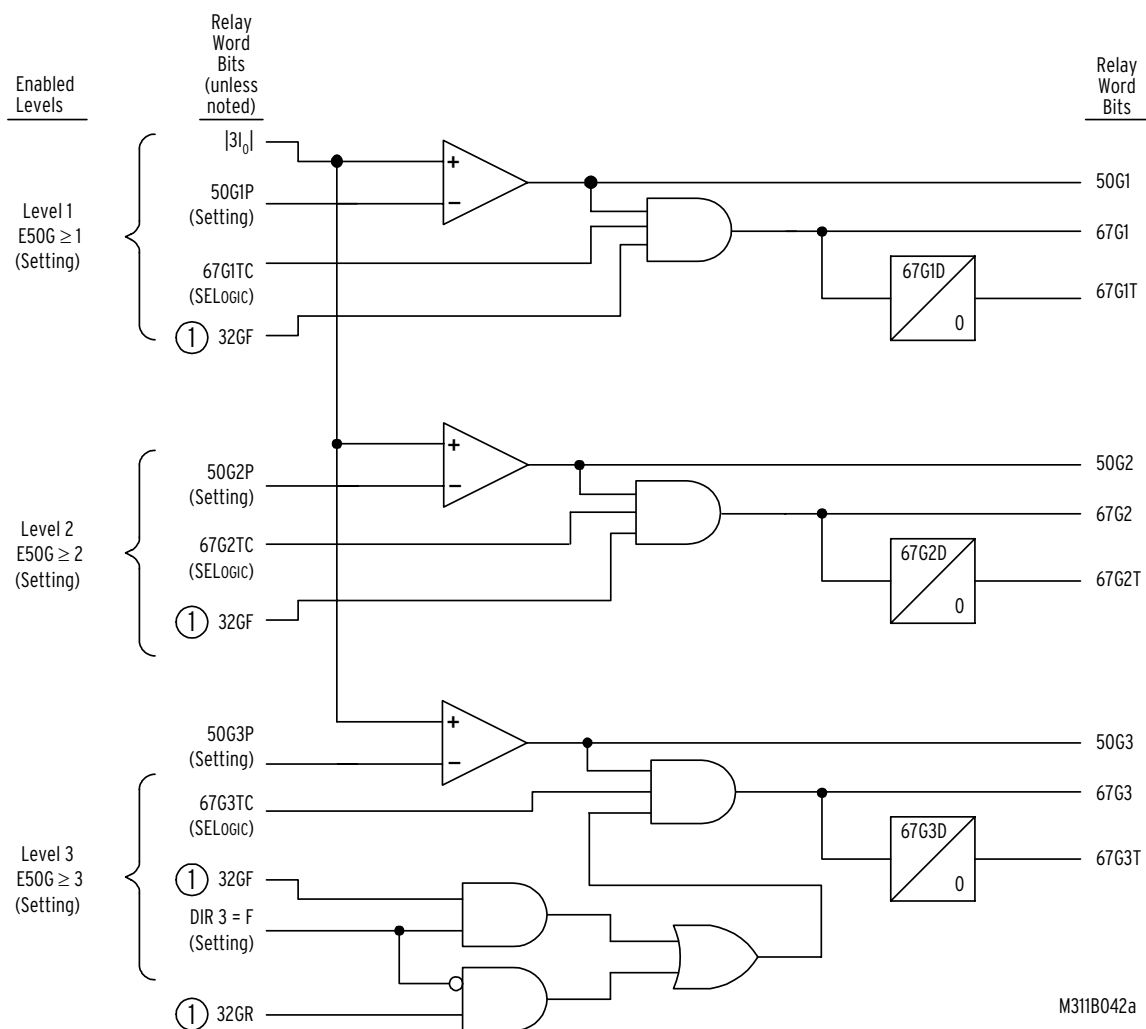 Enabled
Levels
Relay
Word
Bits
(unless
noted)
Relay
Word
Bits
Level 1
E50G ≥ 1
(Setting)
|3I₀|
50G1P
(Setting)
67G1TC
(SELOGIC)
① 32GF
+
−
67G1D
0
50G1
67G1
67G1T
Level 2
E50G ≥ 2
(Setting)
50G2P
(Setting)
67G2TC
(SELOGIC)
① 32GF
+
−
67G2D
0
50G2
67G2
67G2T
Level 3
E50G ≥ 3
(Setting)
50G3P
(Setting)
67G3TC
(SELOGIC)
① 32GF
DIR 3 = F
(Setting)
① 32GR
+
−
67G3D
0
50G3
67G3
67G3T
M311B042a